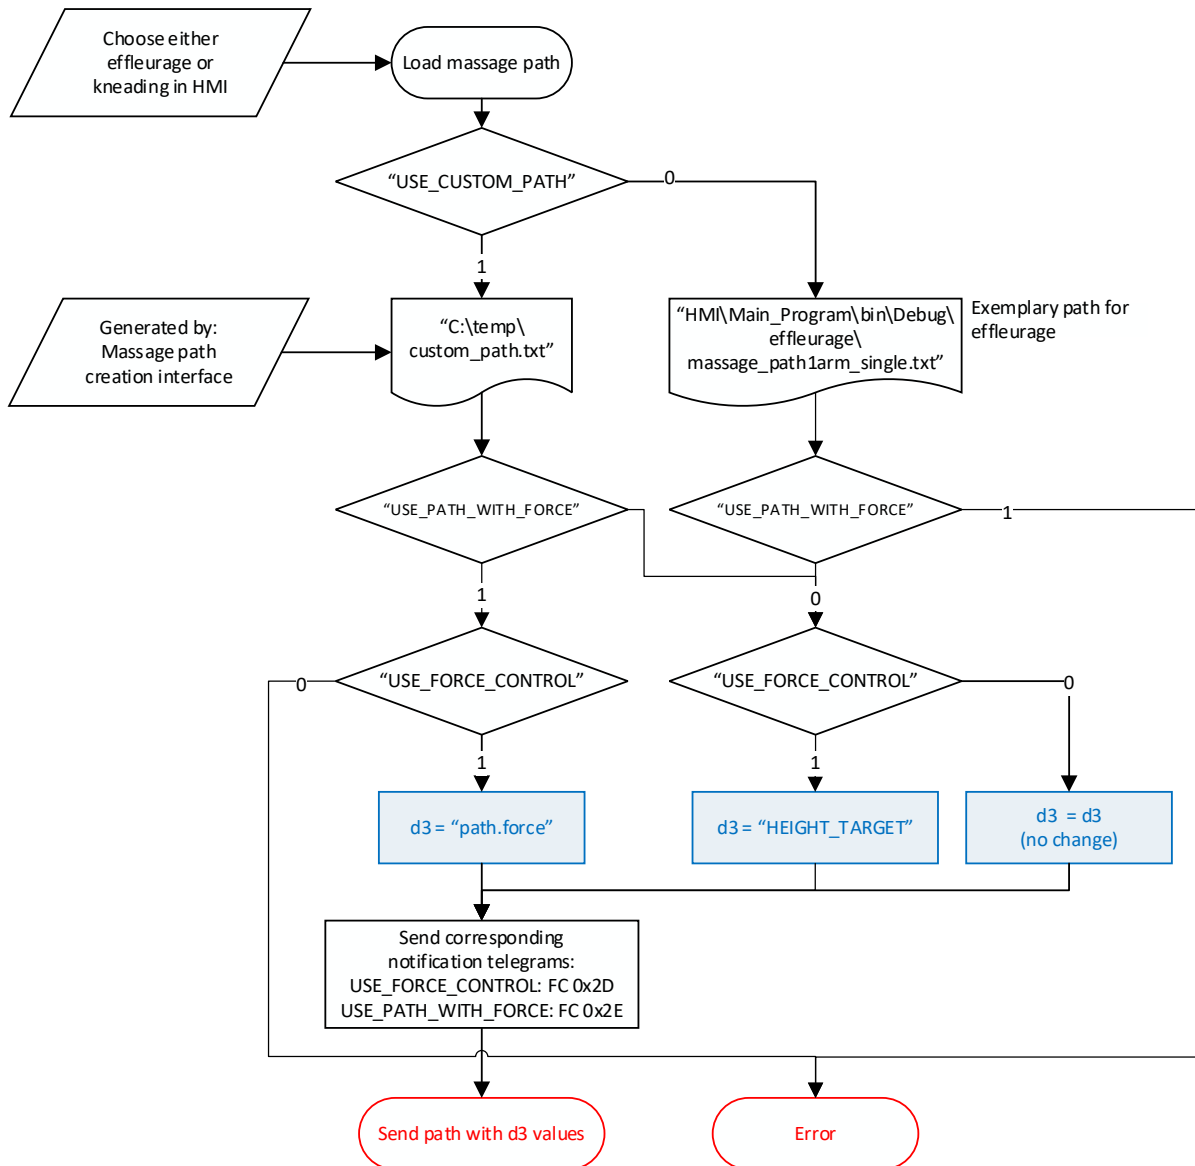 Choose either
effleurage or
kneading in HMI
Load massage path
“USE_CUSTOM_PATH”
0
1
Generated by:
Massage path
creation interface
“C:\temp\
custom_path.txt”
“HMI\Main_Program\bin\Debug\
effleurage\
massage_path1arm_single.txt”
Exemplary path for
effleurage
“USE_PATH_WITH_FORCE”
“USE_PATH_WITH_FORCE”
1
1
0
“USE_FORCE_CONTROL”
“USE_FORCE_CONTROL”
0
0
1
1
d3 = “path.force”
d3 = “HEIGHT_TARGET”
d3 = d3
(no change)
Send corresponding
notification telegrams:
USE_FORCE_CONTROL: FC 0x2D
USE_PATH_WITH_FORCE: FC 0x2E
Send path with d3 values
Error